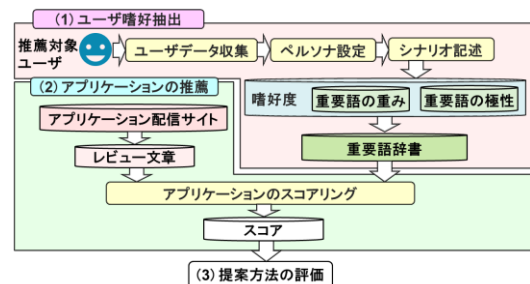 (1) ユーザ嗜好抽出
推薦対象
ユーザ
ユーザデータ収集
ペルソナ設定
シナリオ記述
嗜好度
重要語の重み
重要語の極性
重要語辞書
(2) アプリケーションの推薦
アプリケーション配信サイト
レビュー文章
アプリケーションのスコアリング
スコア
(3) 提案方法の評価